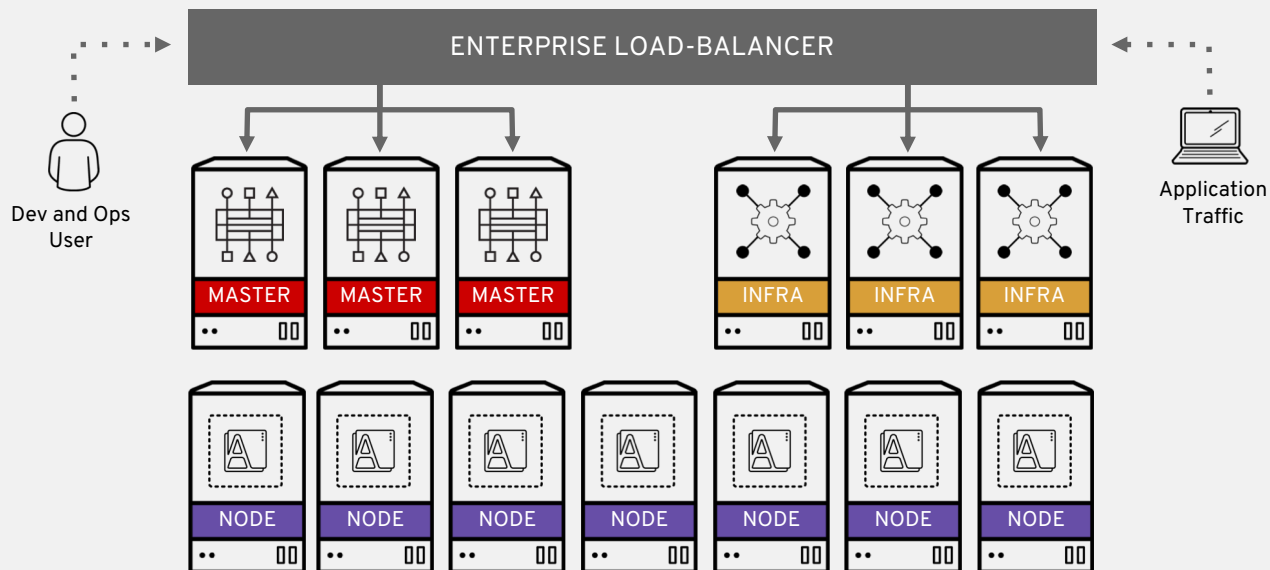 ENTERPRISE LOAD-BALANCER
Dev and Ops
User
Application
Traffic
MASTER
MASTER
MASTER
INFRA
INFRA
INFRA
A
A
A
A
A
A
A
NODE
NODE
NODE
NODE
NODE
NODE
NODE